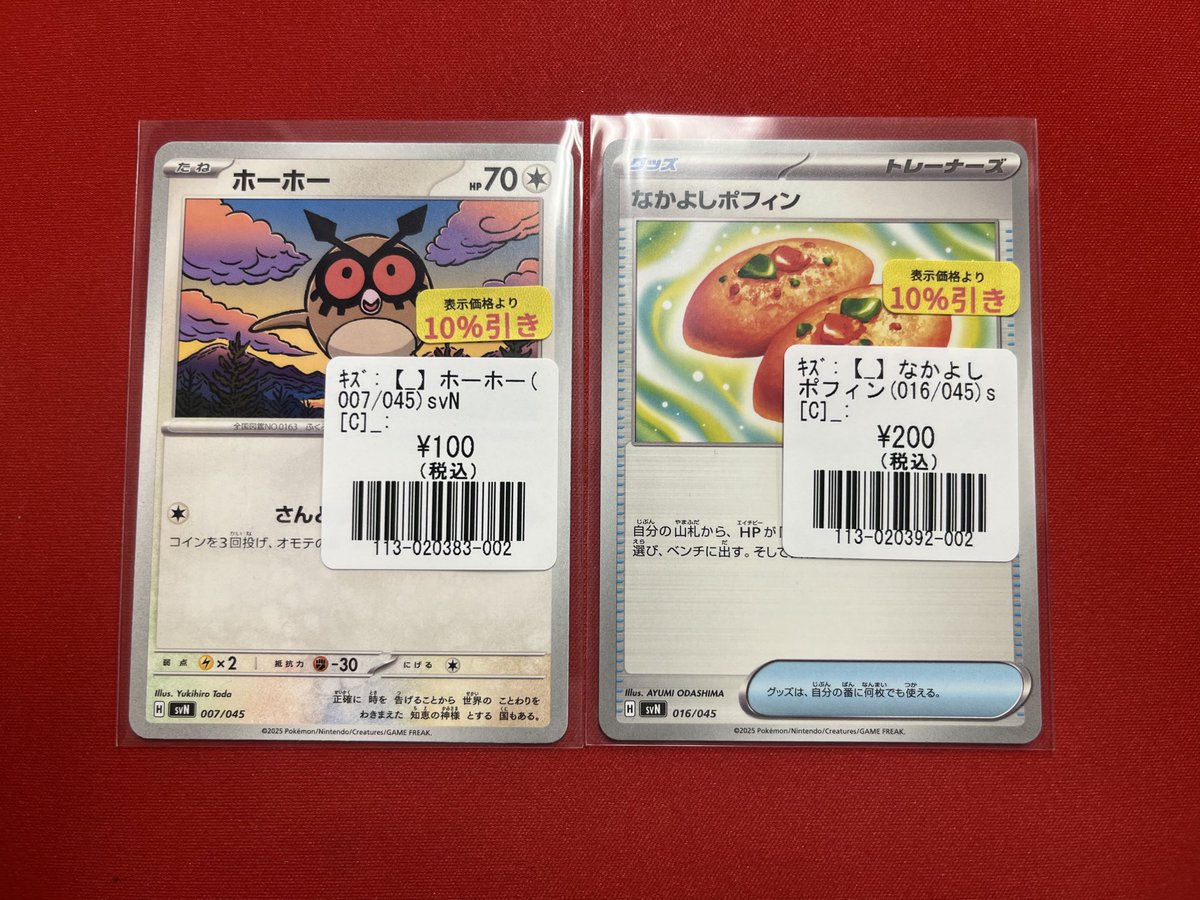 たね
ホーホー
HP70
表示価格より
10%引き
ｷｽﾞ:【_】ホーホー(
007/045)svN
[C]_:
¥100
(税込)
113-020383-002
全国図鑑NO.0163 ふく
さん
コインを3回投げ、オモテの
弱点 ×2 抵抗力 -30 にげる
Illus. Yukihiro Tada
正確に 時を 告げることから 世界の ことわりを
わきまえた 知恵の神様 とする 国もある。
H svN 007/045
©2025 Pokémon/Nintendo/Creatures/GAME FREAK.
グッズ
トレーナーズ
なかよしポフィン
表示価格より
10%引き
ｷｽﾞ:【_】なかよし
ポフィン(016/045)s
[C]_:
¥200
(税込)
113-020392-002
自分の山札から、HPが
選び、ベンチに出す。そして
グッズは、自分の番に何枚でも使える。
Illus. AYUMI ODASHIMA
H svN 016/045
©2025 Pokémon/Nintendo/Creatures/GAME FREAK.